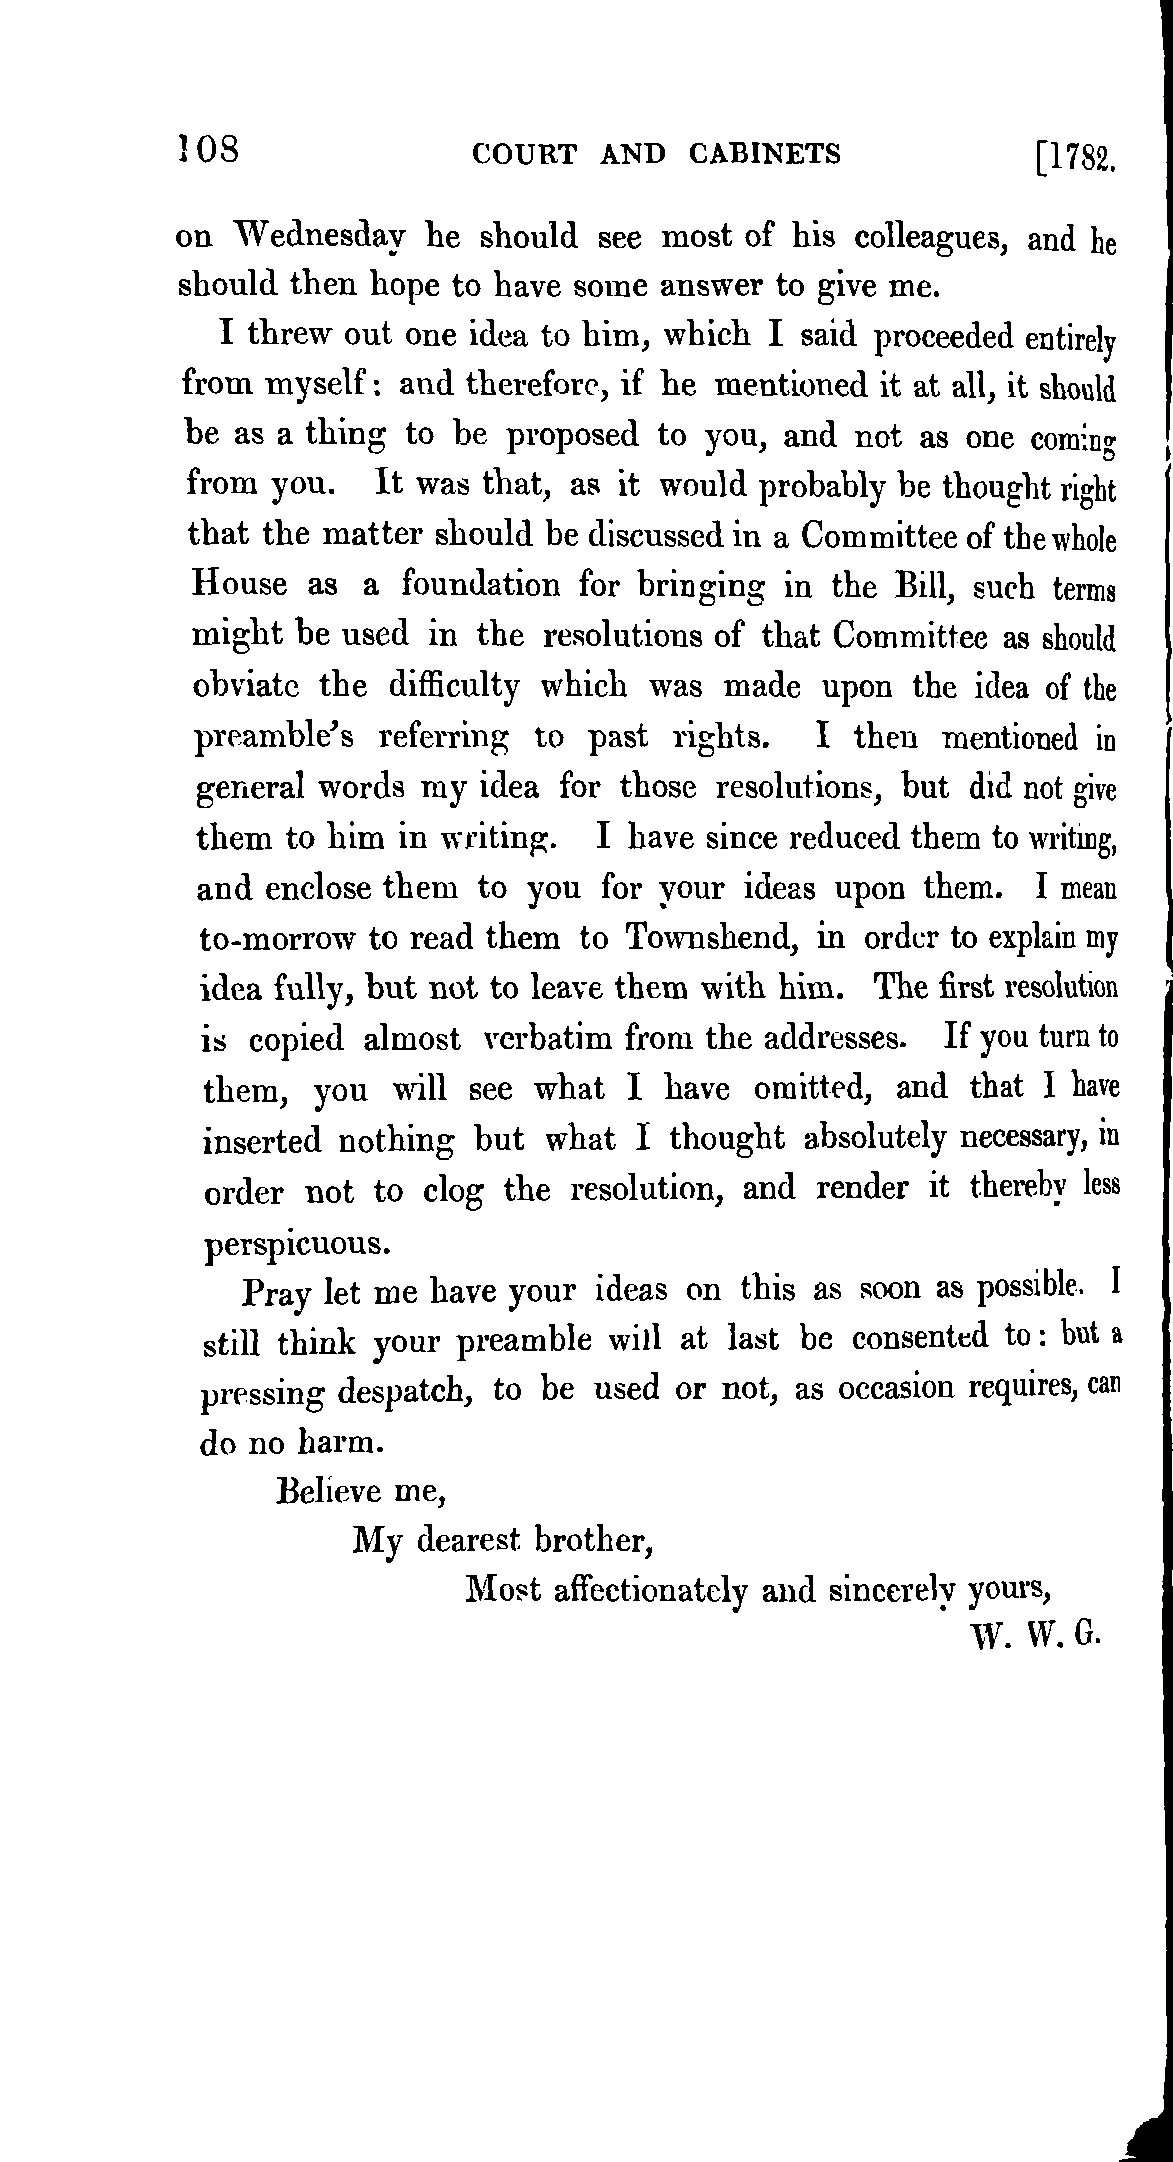 108 COURT AND CABINETS [1782.
on Wednesday he should see most of his colleagues, and he
should then hope to have some answer to give me.
I threw out one idea to him, which I said proceeded entirely
from myself: and therefore, if he mentioned it at all, it should
be as a thing to be proposed to you, and not as one coming
from you. It was that, as it would probably be thought right
that the matter should be discussed in a Committee of the whole
House as a foundation for bringing in the Bill, such terms
might be used in the resolutions of that Committee as should
obviate the difficulty which was made upon the idea of the
preamble's referring to past rights. I then mentioned in
general words my idea for those resolutions, but did not give
them to him in writing. I have since reduced them to writing,
and enclose them to you for your ideas upon them. I mean
to-morrow to read them to Townshend, in order to explain my
idea fully, but not to leave them with him. The first resolution
is copied almost verbatim from the addresses. If you turn to
them, you will see what I have omitted, and that I have
inserted nothing but what I thought absolutely necessary, in
order not to clog the resolution, and render it thereby less
perspicuous.
Pray let me have your ideas on this as soon as possible. I
still think your preamble will at last be consented to: but a
pressing despatch, to be used or not, as occasion requires, can
do no harm.
Believe me,
My dearest brother,
Most affectionately and sincerely yours,
W. W. G.